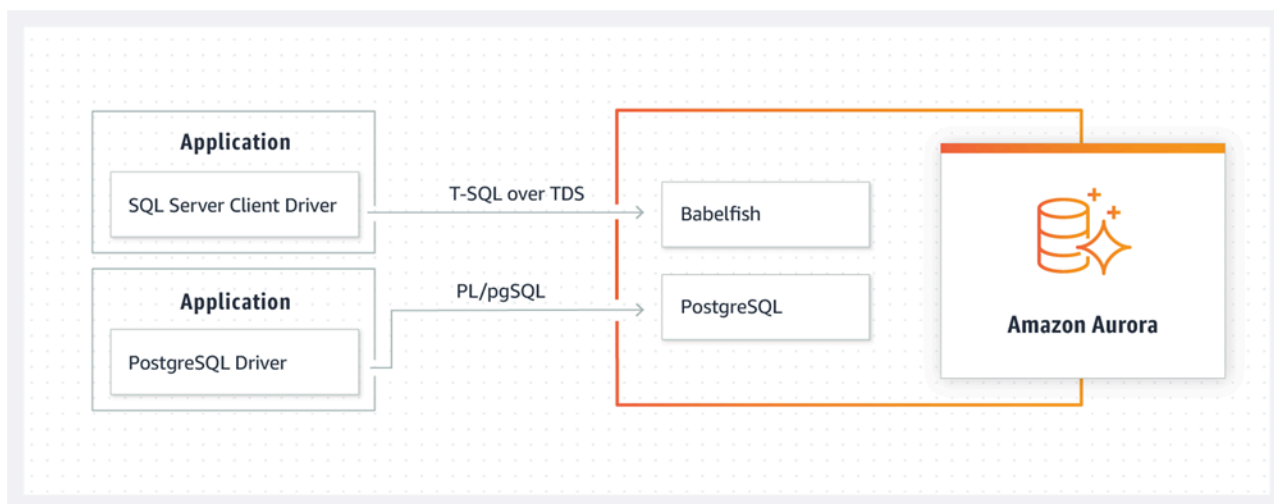 Application
SQL Server Client Driver
T-SQL over TDS
Babelfish
Application
PostgreSQL Driver
PL/pgSQL
PostgreSQL
Amazon Aurora